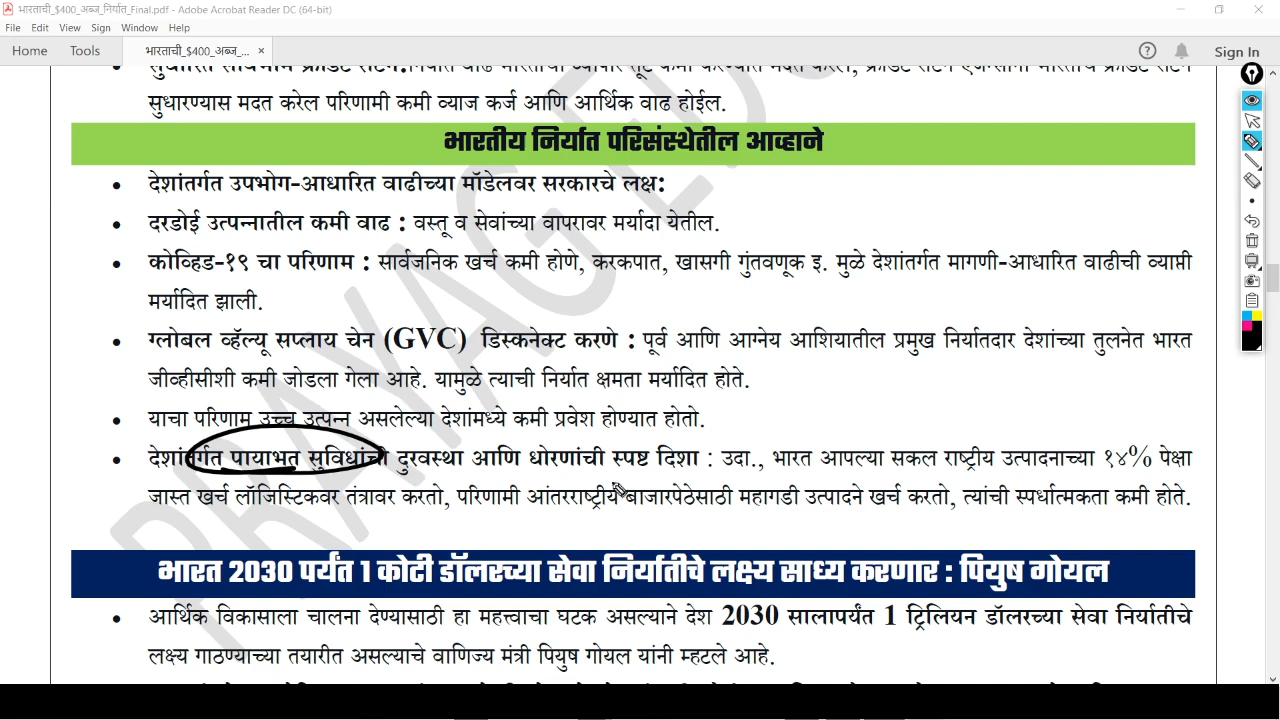 भारताची_$400_अब्ज_निर्यात_Final.pdf - Adobe Acrobat Reader DC (64-bit)
File Edit View Sign Window Help
Home Tools भारताची_$400_अब्ज_... × Sign In
सुधारण्यास मदत करेल परिणामी कमी व्याज कर्ज आणि आर्थिक वाढ होईल.
भारतीय निर्यात परिसंस्थेतील आव्हाने
• देशांतर्गत उपभोग-आधारित वाढीच्या मॉडेलवर सरकारचे लक्ष:
• दरडोई उत्पन्नातील कमी वाढ : वस्तू व सेवांच्या वापरावर मर्यादा येतील.
• कोव्हिड-१९ चा परिणाम : सार्वजनिक खर्च कमी होणे, करकपात, खासगी गुंतवणूक इ. मुळे देशांतर्गत मागणी-आधारित वाढीची व्याप्ती
मर्यादित झाली.
• ग्लोबल व्हॅल्यू सप्लाय चेन (GVC) डिस्कनेक्ट करणे : पूर्व आणि आग्नेय आशियातील प्रमुख निर्यातदार देशांच्या तुलनेत भारत
जीव्हीसीशी कमी जोडला गेला आहे. यामुळे त्याची निर्यात क्षमता मर्यादित होते.
• याचा परिणाम उच्च उत्पन्न असलेल्या देशांमध्ये कमी प्रवेश होण्यात होतो.
• देशांतर्गत पायाभूत सुविधांची दुरवस्था आणि धोरणांची स्पष्ट दिशा : उदा., भारत आपल्या सकल राष्ट्रीय उत्पादनाच्या १४% पेक्षा
जास्त खर्च लॉजिस्टिकवर तंत्रावर करतो, परिणामी आंतरराष्ट्रीय बाजारपेठेसाठी महागडी उत्पादने खर्च करतो, त्यांची स्पर्धात्मकता कमी होते.
भारत 2030 पर्यंत 1 कोटी डॉलरच्या सेवा निर्यातीचे लक्ष्य साध्य करणार : पियुष गोयल
• आर्थिक विकासाला चालना देण्यासाठी हा महत्त्वाचा घटक असल्याने देश 2030 सालापर्यंत 1 ट्रिलियन डॉलरच्या सेवा निर्यातीचे
लक्ष्य गाठण्याच्या तयारीत असल्याचे वाणिज्य मंत्री पियुष गोयल यांनी म्हटले आहे.